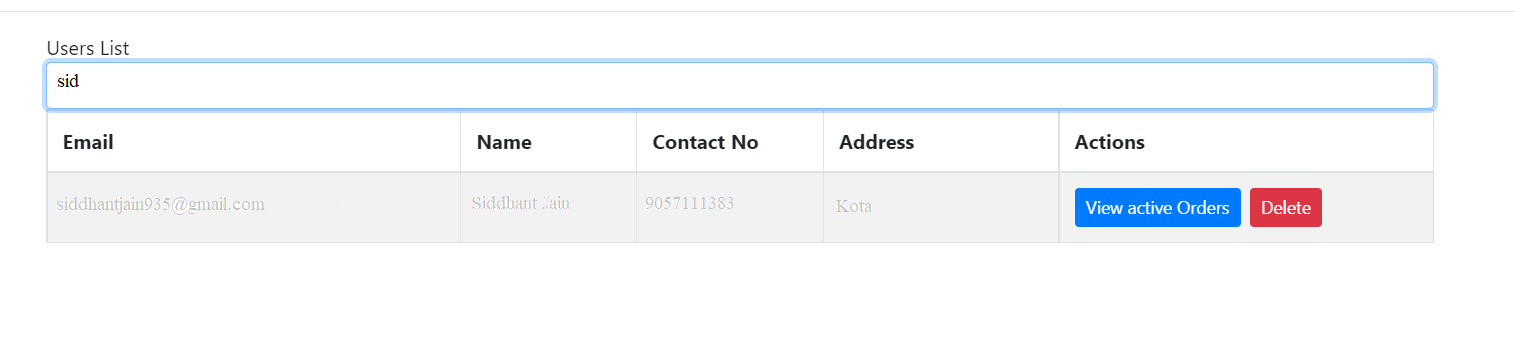 Users List
sid
Email Name Contact No Address Actions
siddhantjain935@gmail.com Siddhant Jain 9057111383 Kota View active Orders Delete